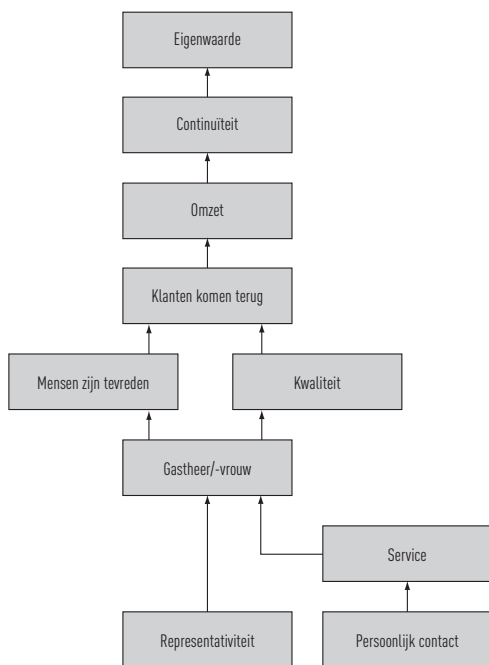 Eigenwaarde
Continuïteit
Omzet
Klanten komen terug
Mensen zijn tevreden
Kwaliteit
Gastheer/-vrouw
Service
Representativiteit
Persoonlijk contact